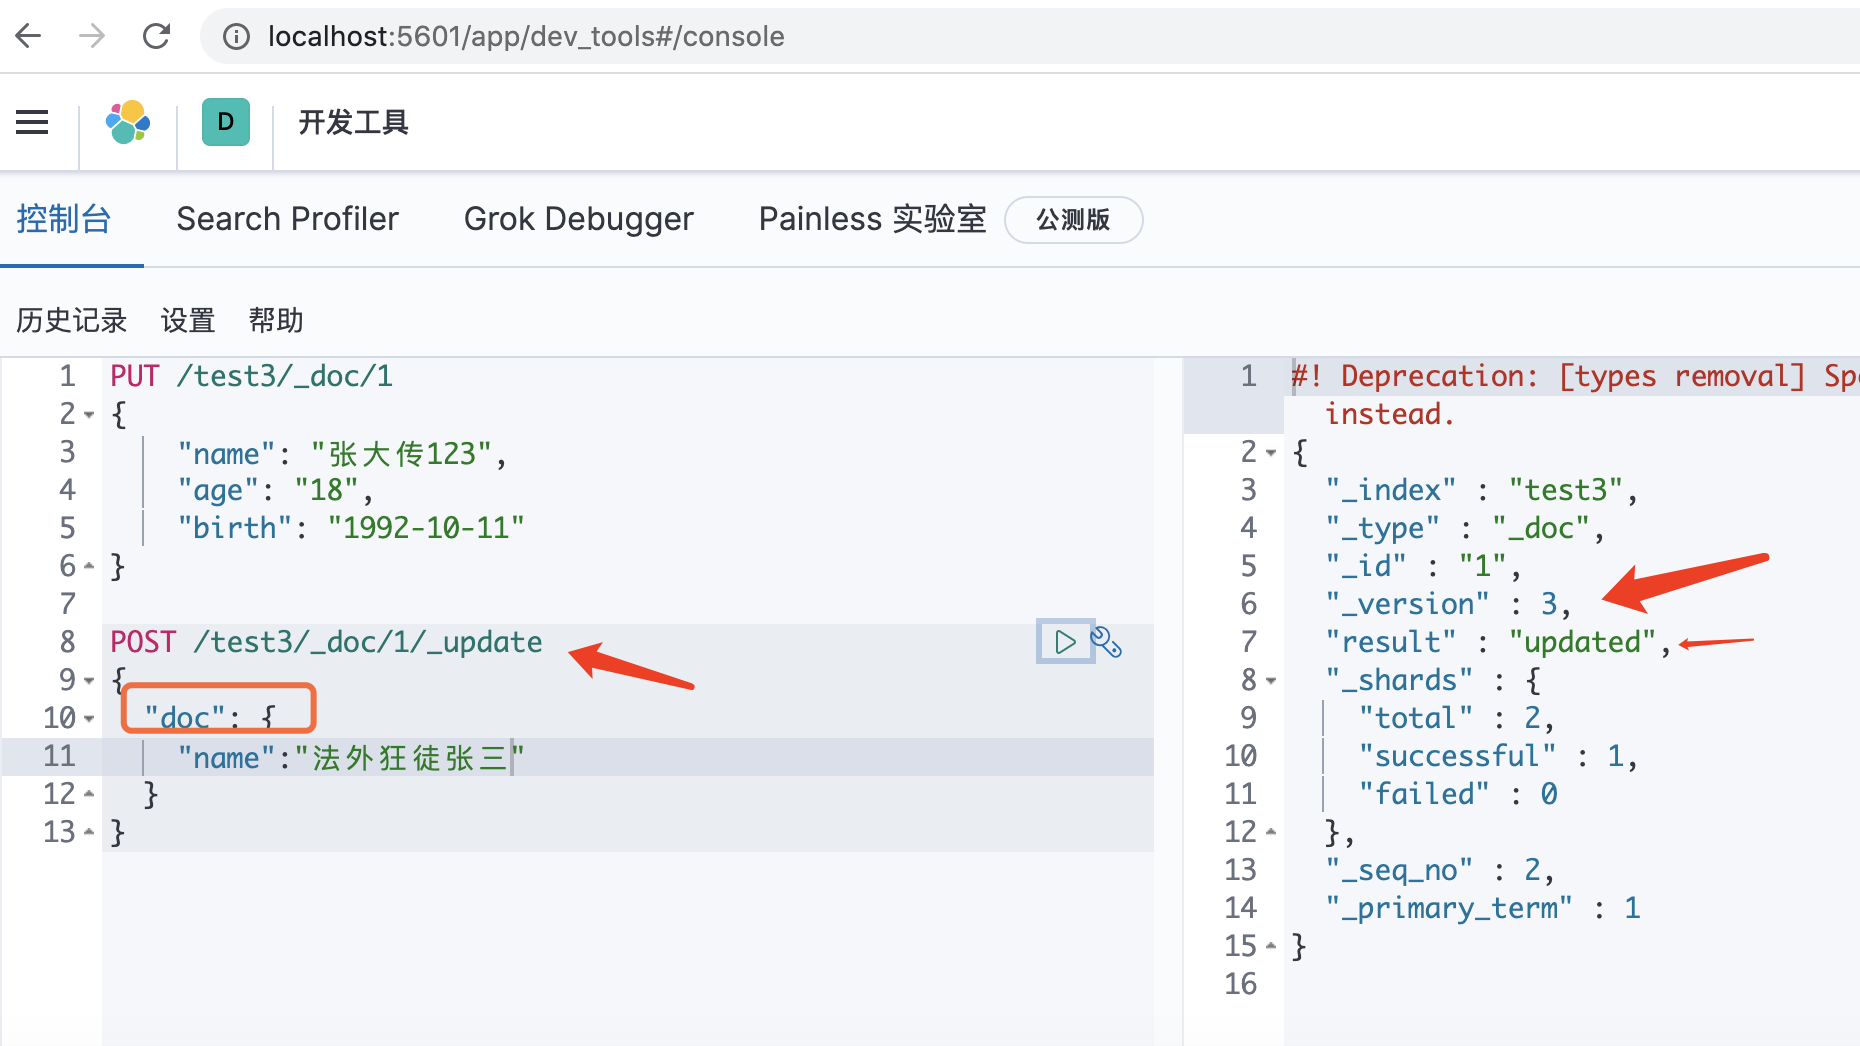 localhost:5601/app/dev_tools#/console
D 开发工具
控制台 Search Profiler Grok Debugger Painless 实验室 公测版
历史记录 设置 帮助
1 PUT /test3/_doc/1
2 {
3 "name": "张大传123",
4 "age": "18",
5 "birth": "1992-10-11"
6 }
7
8 POST /test3/_doc/1/_update
9 {
10 "doc": {
11 "name":"法外狂徒张三"
12 }
13 }
1 #! Deprecation: [types removal]
instead.
2 {
3 "_index" : "test3",
4 "_type" : "_doc",
5 "_id" : "1",
6 "_version" : 3,
7 "result" : "updated",
8 "_shards" : {
9 "total" : 2,
10 "successful" : 1,
11 "failed" : 0
12 },
13 "_seq_no" : 2,
14 "_primary_term" : 1
15 }
16